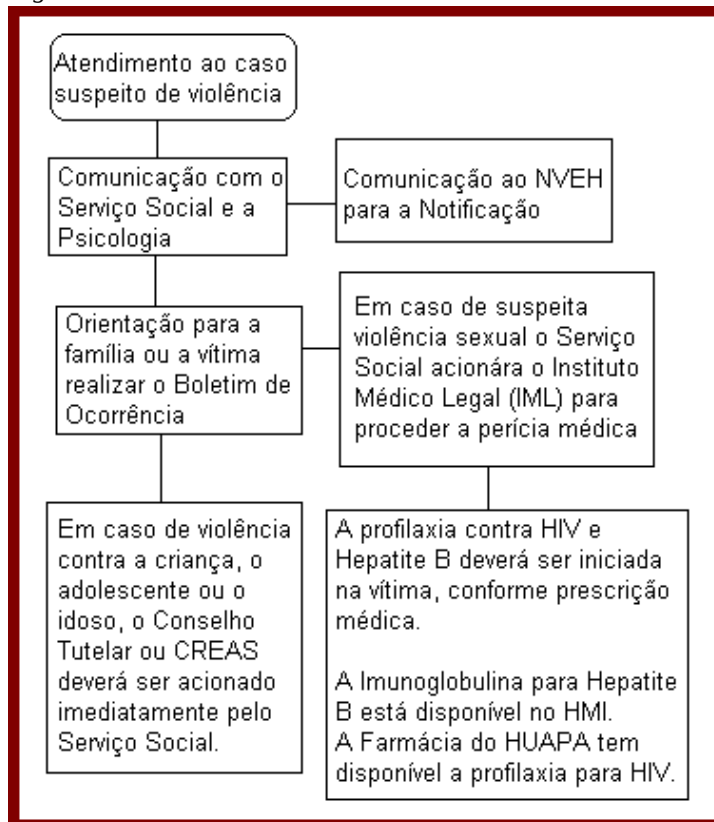 Atendimento ao caso
suspeito de violência
Comunicação com o
Serviço Social e a
Psicologia
Comunicação ao NVEH
para a Notificação
Orientação para a
família ou a vítima
realizar o Boletim de
Ocorrência
Em caso de suspeita
violência sexual o Serviço
Social acionára o Instituto
Médico Legal (IML) para
proceder a perícia médica
Em caso de violência
contra a criança, o
adolescente ou o
idoso, o Conselho
Tutelar ou CREAS
deverá ser acionado
imediatamente pelo
Serviço Social.
A profilaxia contra HIV e
Hepatite B deverá ser iniciada
na vítima, conforme prescrição
médica.
A Imunoglobulina para Hepatite
B está disponível no HMI.
A Farmácia do HUAPA tem
disponível a profilaxia para HIV.